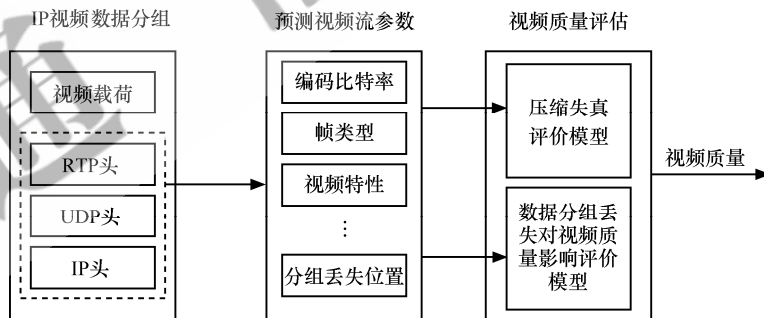 IP视频数据分组
视频载荷
RTP头
UDP头
IP头
预测视频流参数
编码比特率
帧类型
视频特性
⋮
分组丢失位置
视频质量评估
压缩失真
评价模型
数据分组丢
失对视频质
量影响评价
模型
视频质量